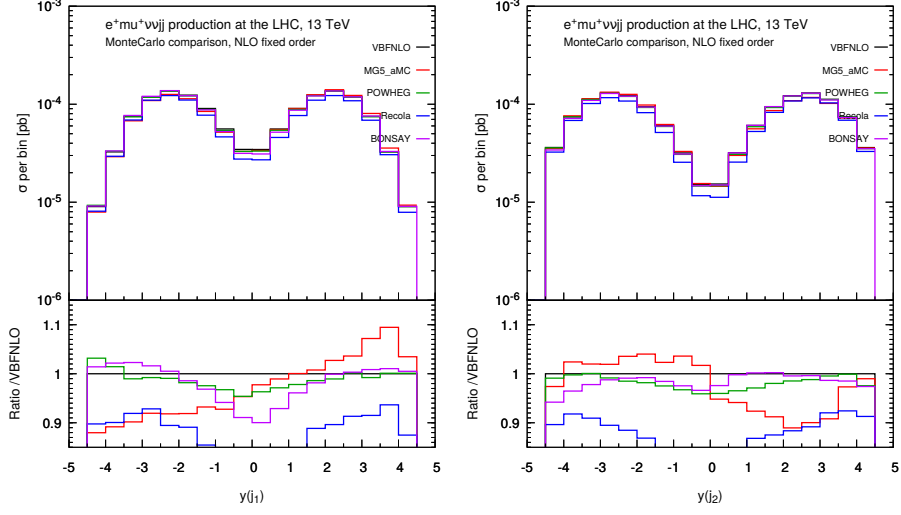 e⁺mu⁺ννjj production at the LHC, 13 TeV
MonteCarlo comparison, NLO fixed order
VBFNLO
MG5_aMC
POWHEG
Recola
BONSAY
σ per bin [pb]
10⁻³
10⁻⁴
10⁻⁵
10⁻⁶
Ratio /VBFNLO
1.1
1
0.9
-5 -4 -3 -2 -1 0 1 2 3 4 5
y(j₁)
e⁺mu⁺ννjj production at the LHC, 13 TeV
MonteCarlo comparison, NLO fixed order
VBFNLO
MG5_aMC
POWHEG
Recola
BONSAY
σ per bin [pb]
10⁻³
10⁻⁴
10⁻⁵
10⁻⁶
Ratio /VBFNLO
1.1
1
0.9
-5 -4 -3 -2 -1 0 1 2 3 4 5
y(j₂)